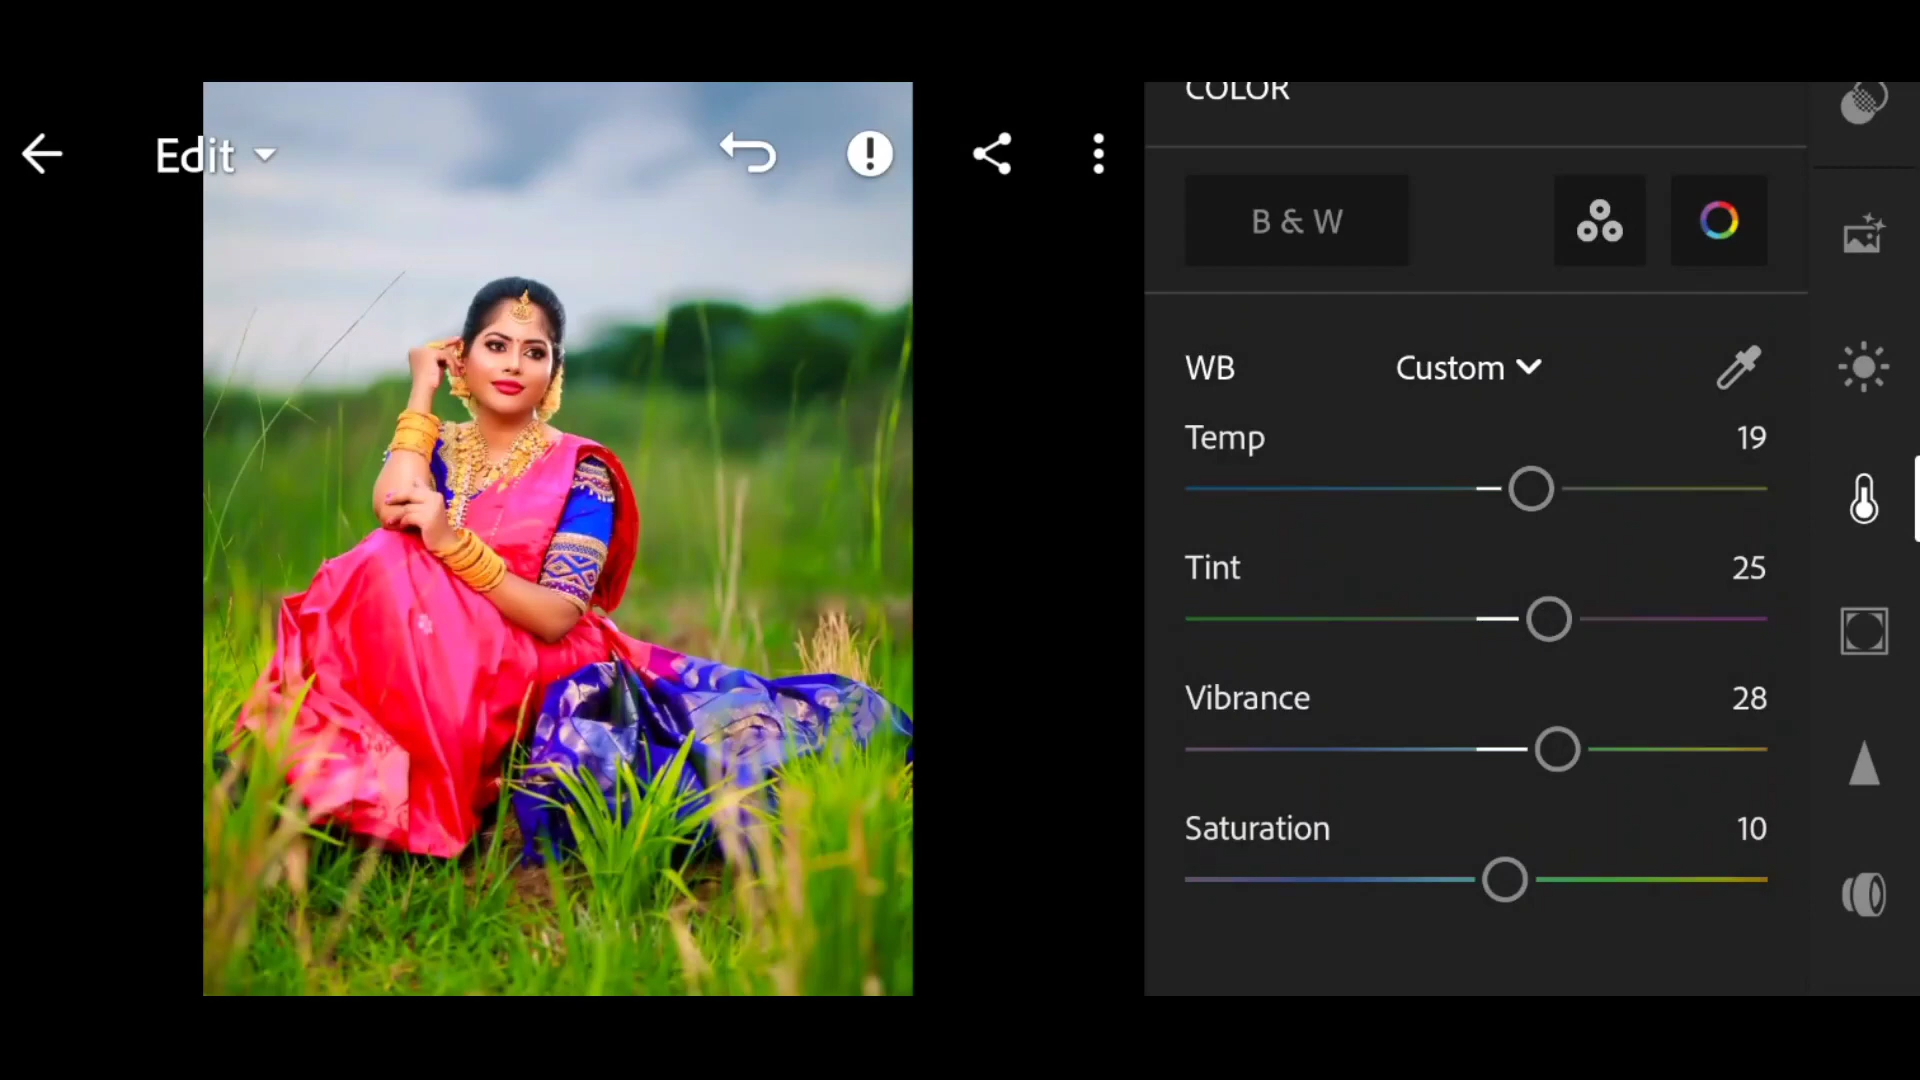 Edit
COLOR
B & W
WB Custom
Temp 19
Tint 25
Vibrance 28
Saturation 10